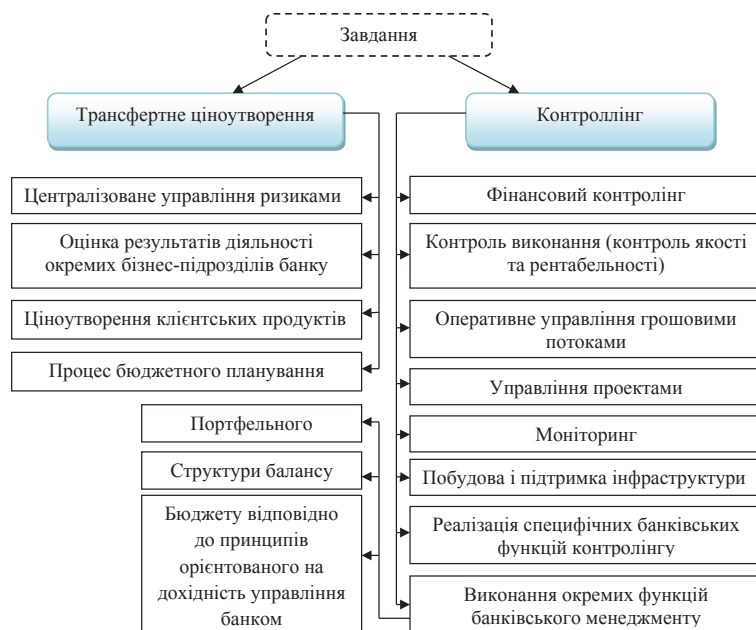 Завдання
Трансфертне ціноутворення
Централізоване управління ризиками
Оцінка результатів діяльності
окремих бізнес-підрозділів банку
Ціноутворення клієнтських продуктів
Процес бюджетного планування
Контроллінг
Фінансовий контролінг
Контроль виконання (контроль якості
та рентабельності)
Оперативне управління грошовими
потоками
Управління проектами
Моніторинг
Побудова і підтримка інфраструктури
Реалізація специфічних банківських
функцій контролінгу
Виконання окремих функцій
банківського менеджменту
Портфельного
Структури балансу
Бюджету відповідно
до принципів
орієнтованого на
дохідність управління
банком